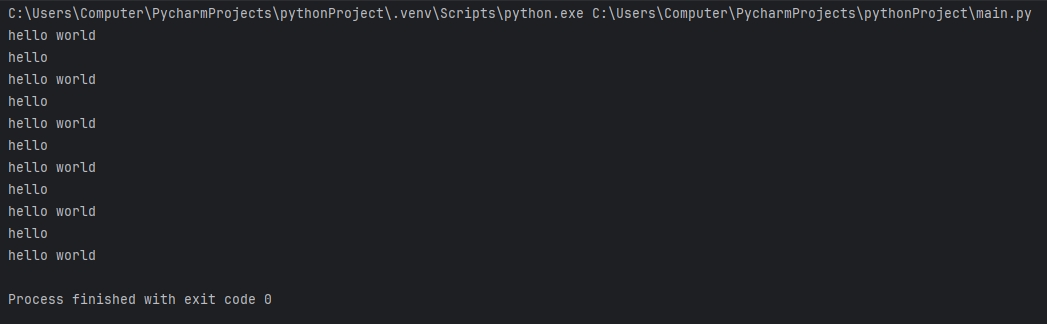 C:\Users\Computer\PycharmProjects\pythonProject\.venv\Scripts\python.exe C:\Users\Computer\PycharmProjects\pythonProject\main.py
hello world
hello
hello world
hello
hello world
hello
hello world
hello
hello world
hello
hello world
Process finished with exit code 0